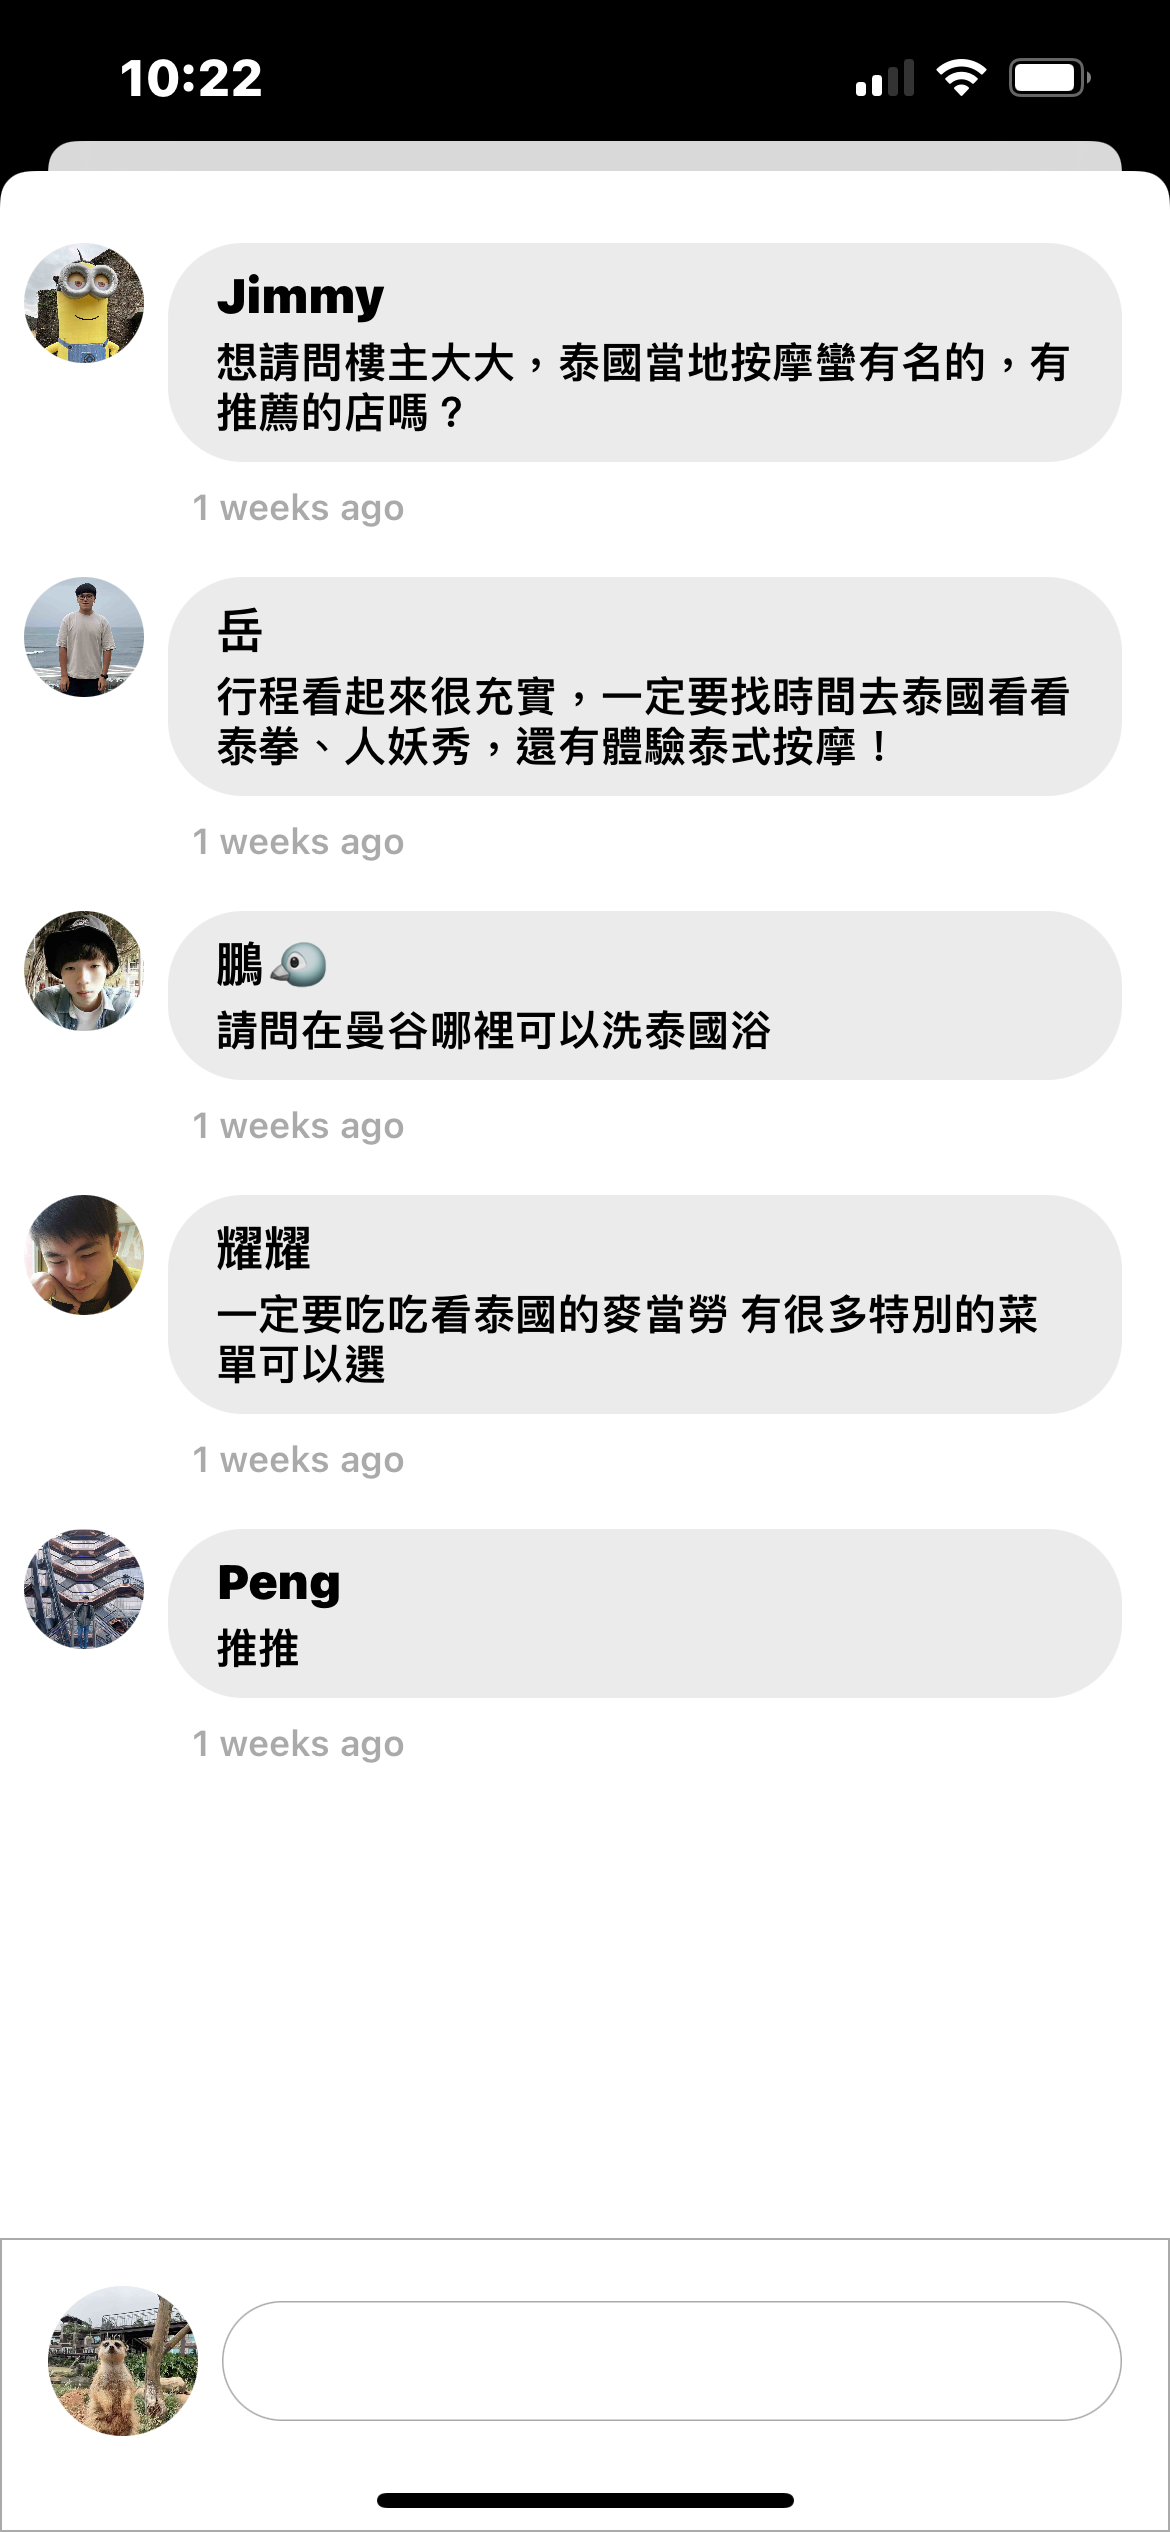 10:22
Jimmy
想請問樓主大大，泰國當地按摩蠻有名的，有
推薦的店嗎？
1 weeks ago
岳
行程看起來很充實，一定要找時間去泰國看看
泰拳、人妖秀，還有體驗泰式按摩！
1 weeks ago
鵬🐦
請問在曼谷哪裡可以洗泰國浴
1 weeks ago
耀耀
一定要吃吃看泰國的麥當勞 有很多特別的菜
單可以選
1 weeks ago
Peng
推推
1 weeks ago